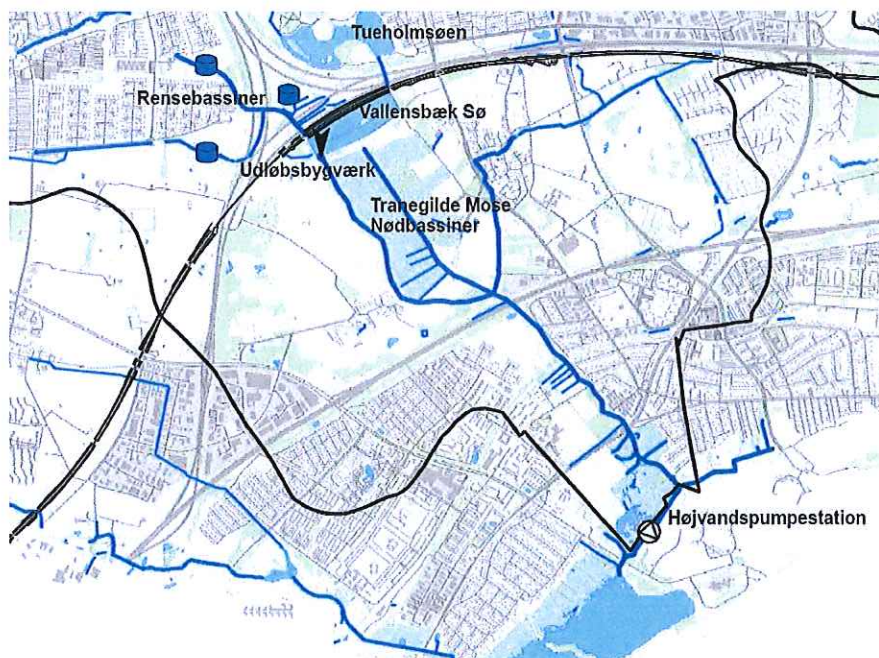 Tueholmsøen
Rensebassiner
Vallensbæk Sø
Udløbsbygværk
Tranegilde Mose
Nødbassiner
Højvandspumpestation